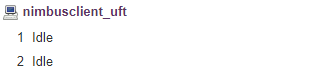 nimbusclient_uft
1 Idle
2 Idle